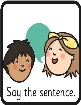 Say the sentence.